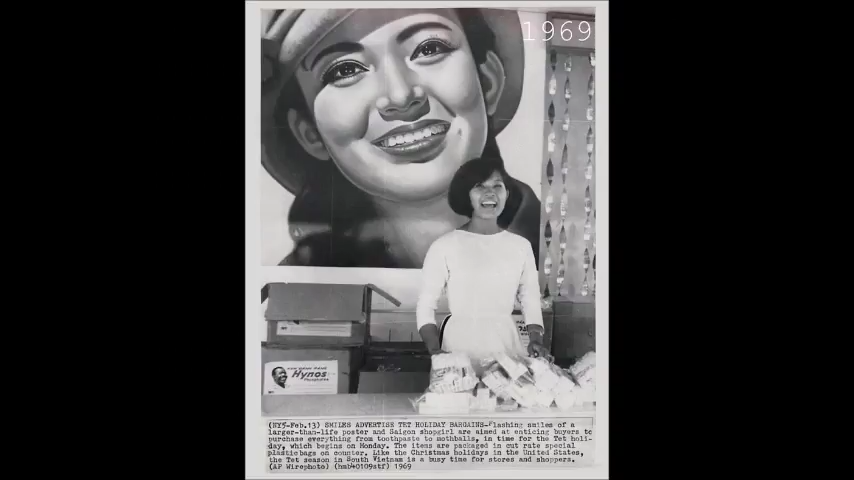 1969
Hynos
(NY5-Feb.13) SMILES ADVERTISE TET HOLIDAY BARGAINS-Flashing smiles of a
larger-than-life poster and Saigon shopgirl are aimed at enticing buyers to
purchase everything from toothpaste to mothballs, in time for the Tet holi-
day, which begins on Monday. The items are packaged in cut rate special
plastic bags on counter. Like the Christmas holidays in the United States,
the Tet season in South Vietnam is a busy time for stores and shoppers.
(AP Wirephoto) (hmb40109stf) 1969